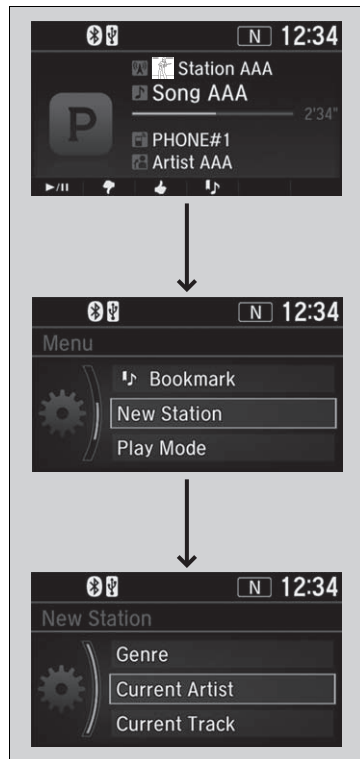 N 12:34
Station AAA
Song AAA
2'34"
P
PHONE#1
Artist AAA
N 12:34
Menu
Bookmark
New Station
Play Mode
N 12:34
New Station
Genre
Current Artist
Current Track